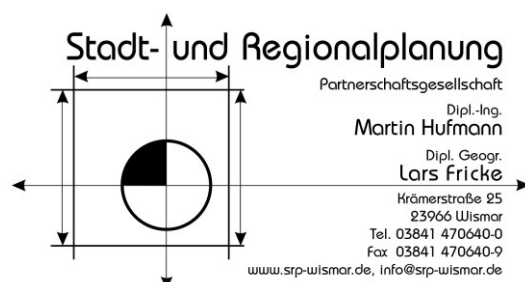 Stadt- und Regionalplanung
Partnerschaftsgesellschaft
Dipl.-Ing.
Martin Hufmann
Dipl. Geogr.
Lars Fricke
Krämerstraße 25
23966 Wismar
Tel. 03841 470640-0
Fax 03841 470640-9
www.srp-wismar.de, info@srp-wismar.de